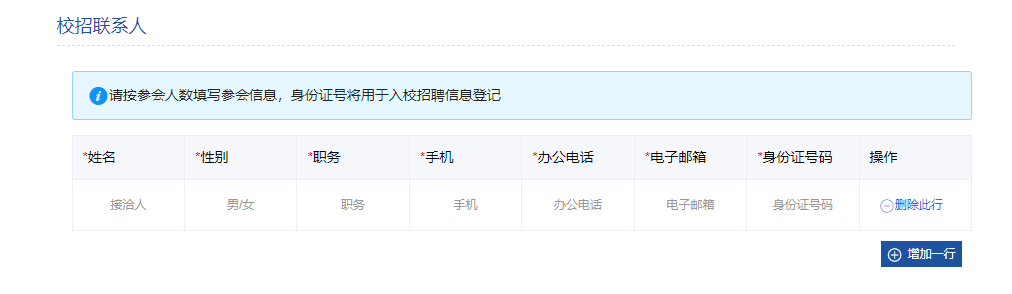 校招联系人
请按参会人数填写参会信息，身份证号将用于入校招聘信息登记
*姓名 *性别 *职务 *手机 *办公电话 *电子邮箱 *身份证号码 操作
接洽人 男/女 职务 手机 办公电话 电子邮箱 身份证号码 删除此行
增加一行